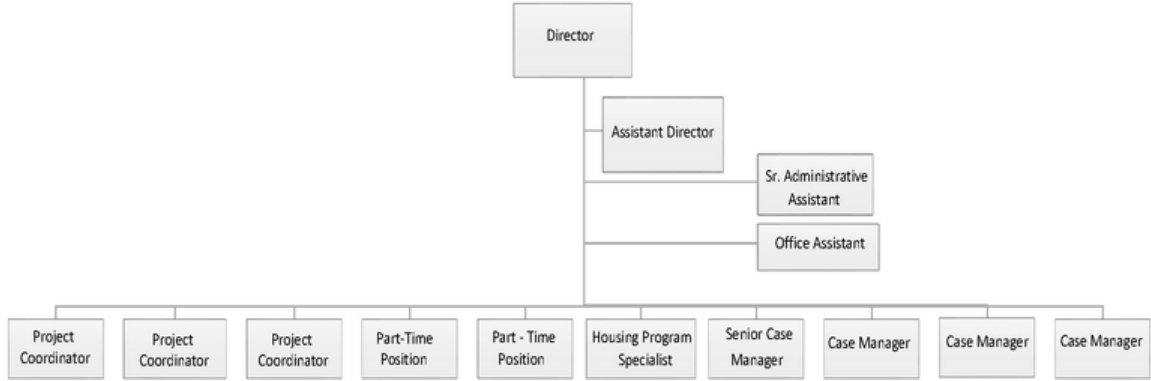 Director
Assistant Director
Sr. Administrative
Assistant
Office Assistant
Project
Coordinator
Project
Coordinator
Project
Coordinator
Part-Time
Position
Part - Time
Position
Housing Program
Specialist
Senior Case
Manager
Case Manager
Case Manager
Case Manager